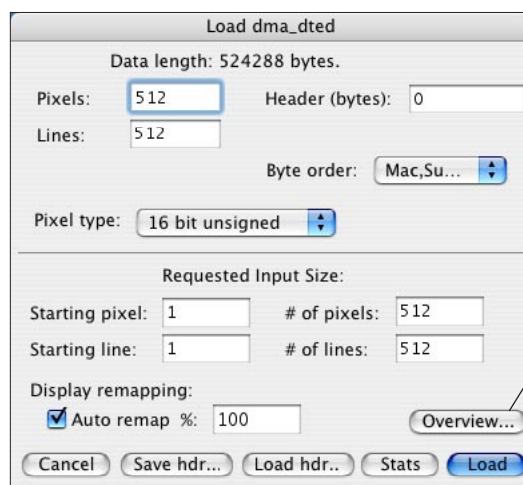 Load dma_dted
Data length: 524288 bytes.
Pixels: 512 Header (bytes): 0
Lines: 512
Byte order: Mac,Su...
Pixel type: 16 bit unsigned
Requested Input Size:
Starting pixel: 1 # of pixels: 512
Starting line: 1 # of lines: 512
Display remapping:
Auto remap %: 100 Overview...
Cancel Save hdr... Load hdr.. Stats Load